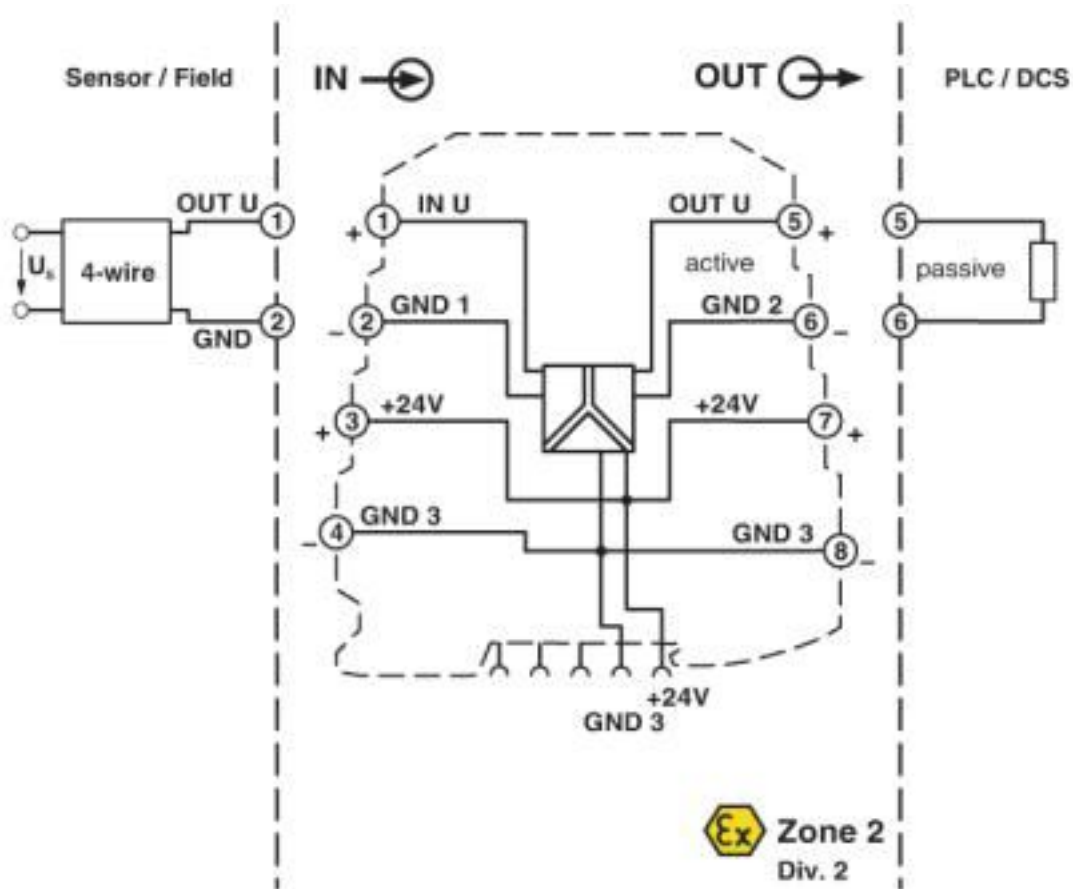 Sensor / Field
IN
OUT
PLC / DCS
OUT U
1
1
IN U
OUT U
5
5
+
+
Us
4-wire
active
passive
2
GND
2
GND 1
GND 2
6
6
–
–
3
+24V
+24V
7
+
+
4
GND 3
GND 3
8
–
–
+24V
GND 3
Ex
Zone 2
Div. 2